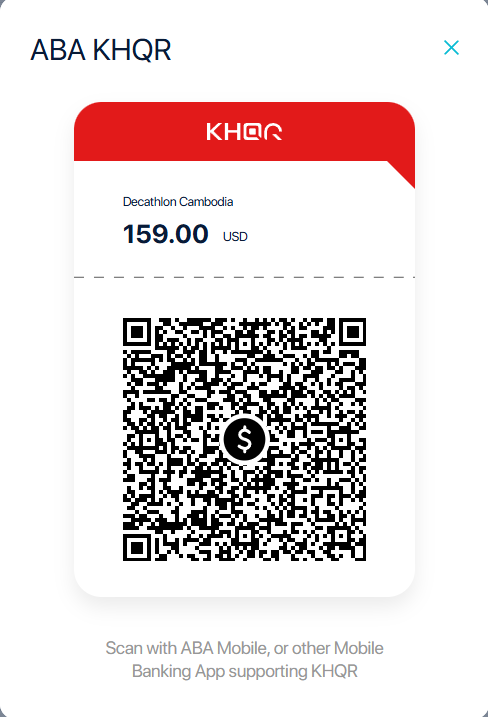 ABA KHQR
KHQR
Decathlon Cambodia
159.00 USD
$
Scan with ABA Mobile, or other Mobile
Banking App supporting KHQR